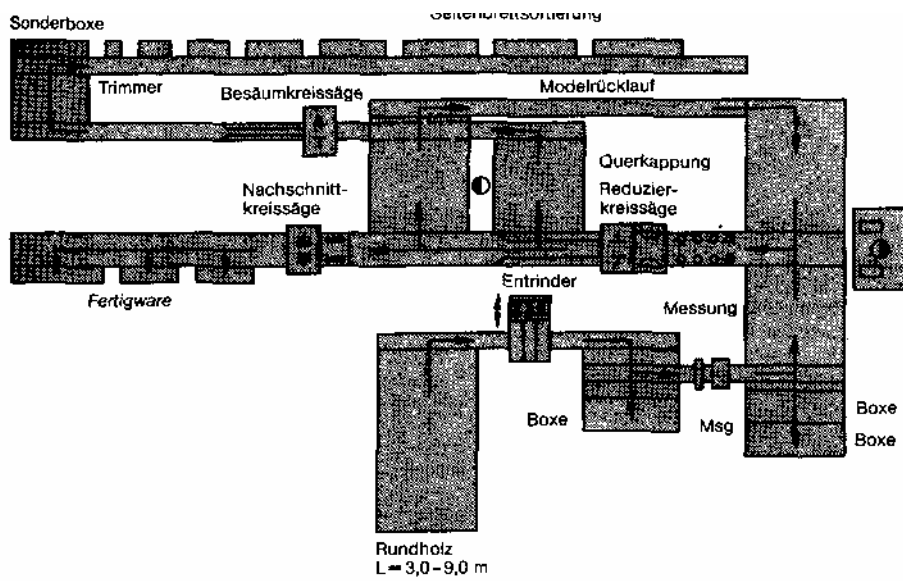 Sonderboxe
Seitenbrettsortierung
Trimmer
Besäumkreissäge
Modelrücklauf
Nachschnitt-
kreissäge
Querkappung
Reduzier-
kreissäge
Fertigware
Entrinder
Messung
Boxe
Msg
Boxe
Boxe
Rundholz
L=3,0-9,0 m